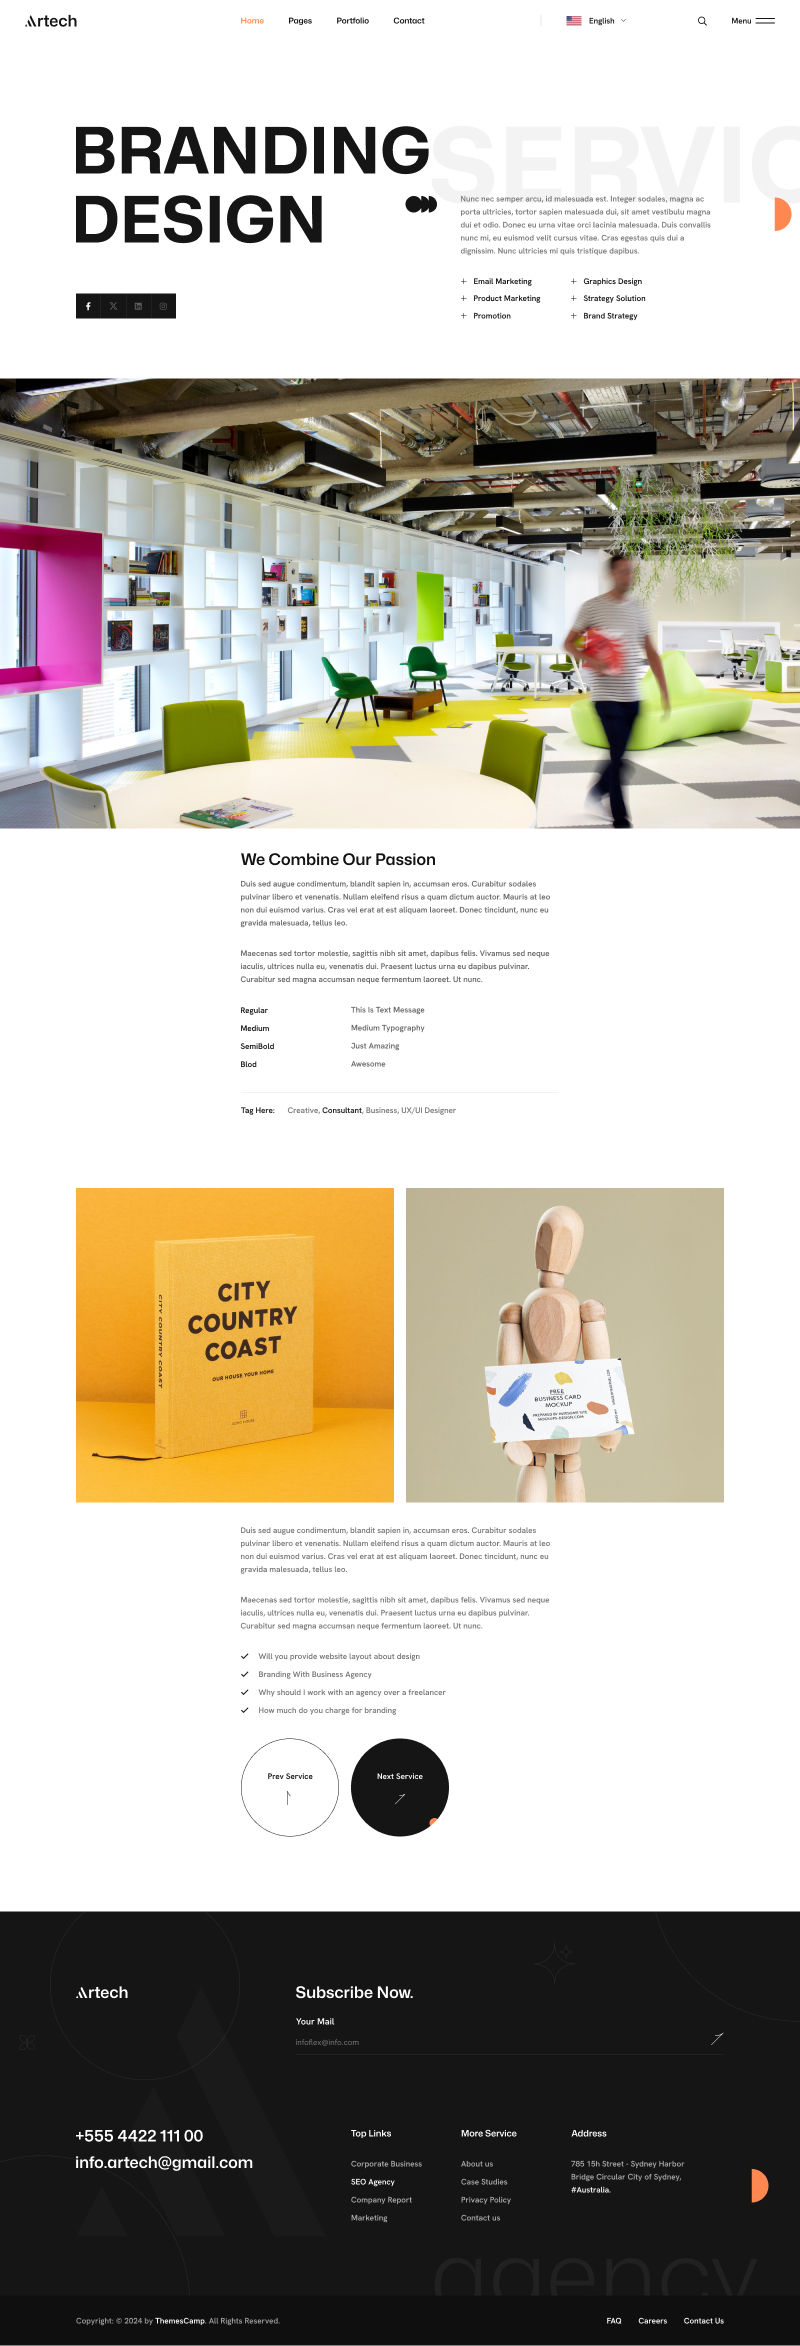 Artech
Home Pages Portfolio Contact
English
Menu
BRANDING
DESIGN
SERVIC
Nunc nec semper arcu, id malesuada est. Integer sodales, magna ac
porta ultricies, tortor sapien malesuada dui, sit amet vestibulu magna
dui et odio. Donec eu urna vitae orci lacinia malesuada. Duis convallis
nunc mi, eu euismod velit cursus vitae. Cras egestas quis dui a
dignissim. Nunc ultricies mi quis tristique dapibus.
Email Marketing
Graphics Design
Product Marketing
Strategy Solution
Promotion
Brand Strategy
We Combine Our Passion
Duis sed augue condimentum, blandit sapien in, accumsan eros. Curabitur sodales
pulvinar libero et venenatis. Nullam eleifend risus a quam dictum auctor. Mauris at leo
non dui euismod varius. Cras vel erat at est aliquam laoreet. Donec tincidunt, nunc eu
gravida malesuada, tellus leo.
Maecenas sed tortor molestie, sagittis nibh sit amet, dapibus felis. Vivamus sed neque
iaculis, ultrices nulla eu, venenatis dui. Praesent luctus urna eu dapibus pulvinar.
Curabitur sed magna accumsan neque fermentum laoreet. Ut nunc.
Regular This Is Text Message
Medium Medium Typography
SemiBold Just Amazing
Blod Awesome
Tag Here: Creative, Consultant, Business, UX/UI Designer
CITY COUNTRY COAST
CITY
COUNTRY
COAST
OUR HOUSE YOUR HOME
FREE
BUSINESS CARD
MOCKUP
PREPARED BY AWESOME SITE
MOCKUPS-DESIGN.COM
Duis sed augue condimentum, blandit sapien in, accumsan eros. Curabitur sodales
pulvinar libero et venenatis. Nullam eleifend risus a quam dictum auctor. Mauris at leo
non dui euismod varius. Cras vel erat at est aliquam laoreet. Donec tincidunt, nunc eu
gravida malesuada, tellus leo.
Maecenas sed tortor molestie, sagittis nibh sit amet, dapibus felis. Vivamus sed neque
iaculis, ultrices nulla eu, venenatis dui. Praesent luctus urna eu dapibus pulvinar.
Curabitur sed magna accumsan neque fermentum laoreet. Ut nunc.
Will you provide website layout about design
Branding With Business Agency
Why should I work with an agency over a freelancer
How much do you charge for branding
Prev Service
Next Service
Artech
Subscribe Now.
Your Mail
infoflex@info.com
+555 4422 111 00
info.artech@gmail.com
Top Links
Corporate Business
SEO Agency
Company Report
Marketing
More Service
About us
Case Studies
Privacy Policy
Contact us
Address
785 15h Street - Sydney Harbor
Bridge Circular City of Sydney,
#Australia.
agency
Copyright: © 2024 by ThemesCamp. All Rights Reserved.
FAQ Careers Contact Us